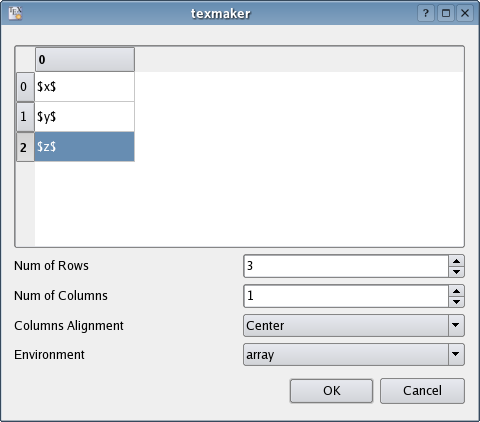 texmaker
0
0 $x$
1 $y$
2 $z$
Num of Rows 3
Num of Columns 1
Columns Alignment Center
Environment array
OK Cancel